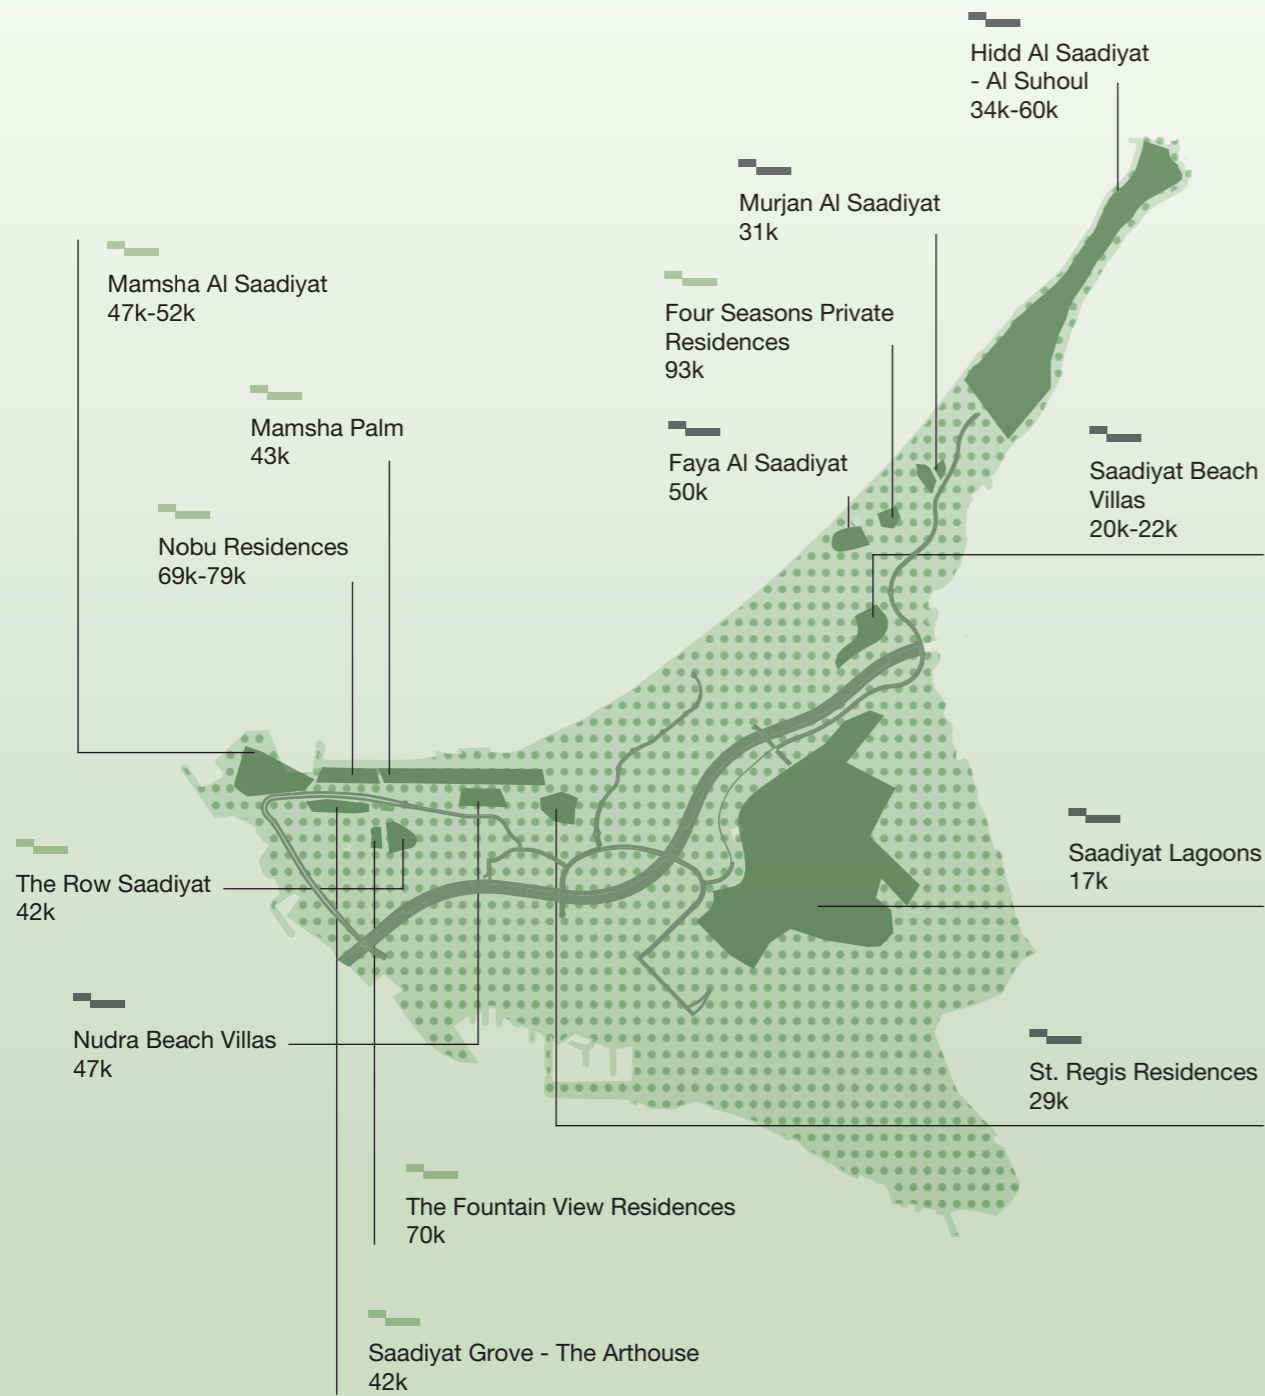 Hidd Al Saadiyat
- Al Suhoul
34k-60k
Murjan Al Saadiyat
31k
Mamsha Al Saadiyat
47k-52k
Four Seasons Private
Residences
93k
Mamsha Palm
43k
Faya Al Saadiyat
50k
Saadiyat Beach
Villas
20k-22k
Nobu Residences
69k-79k
Saadiyat Lagoons
17k
The Row Saadiyat
42k
Nudra Beach Villas
47k
St. Regis Residences
29k
The Fountain View Residences
70k
Saadiyat Grove - The Arthouse
42k